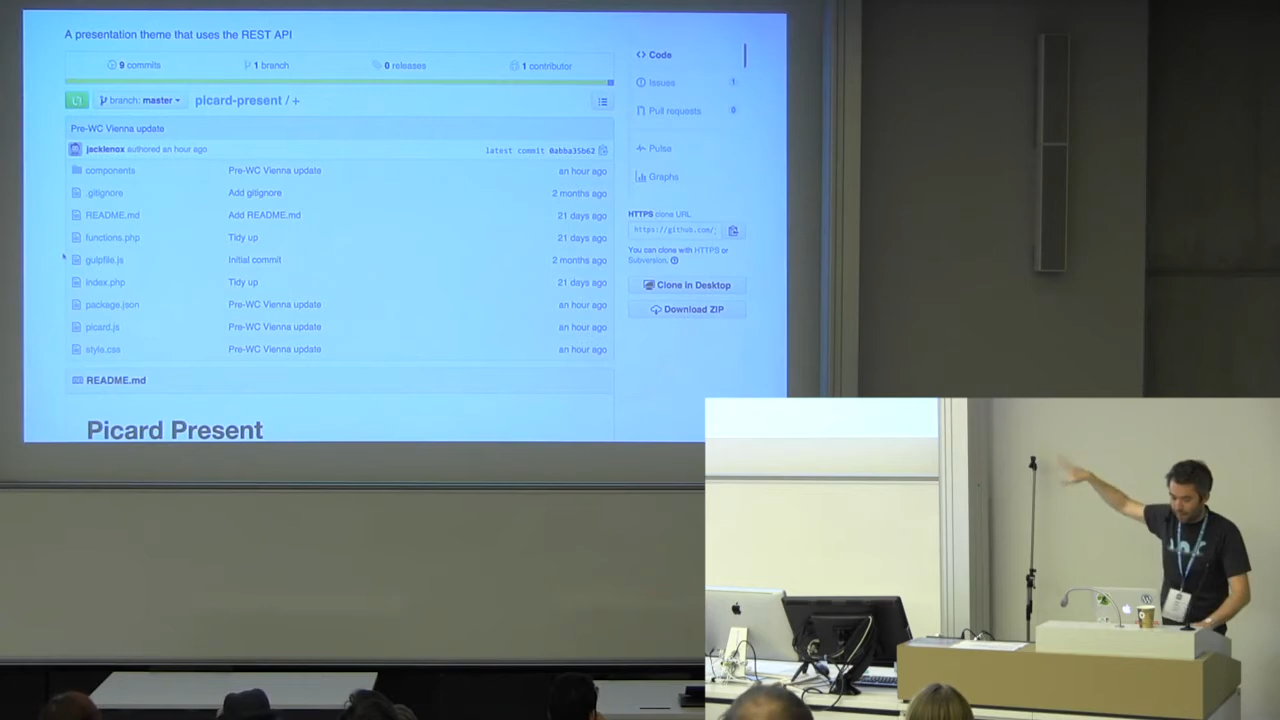 A presentation theme that uses the REST API
9 commits 1 branch 0 releases 1 contributor
branch: master picard-present / +
Pre-WC Vienna update
jacklenox authored an hour ago latest commit 0abba35b62
components Pre-WC Vienna update an hour ago
.gitignore Add gitignore 2 months ago
README.md Add README.md 21 days ago
functions.php Tidy up 21 days ago
gulpfile.js Initial commit 2 months ago
index.php Tidy up 21 days ago
package.json Pre-WC Vienna update an hour ago
picard.js Pre-WC Vienna update an hour ago
style.css Pre-WC Vienna update an hour ago
README.md
Picard Present
Code
Issues 1
Pull requests 0
Pulse
Graphs
HTTPS clone URL
https://github.com/
You can clone with HTTPS or
Subversion.
Clone in Desktop
Download ZIP